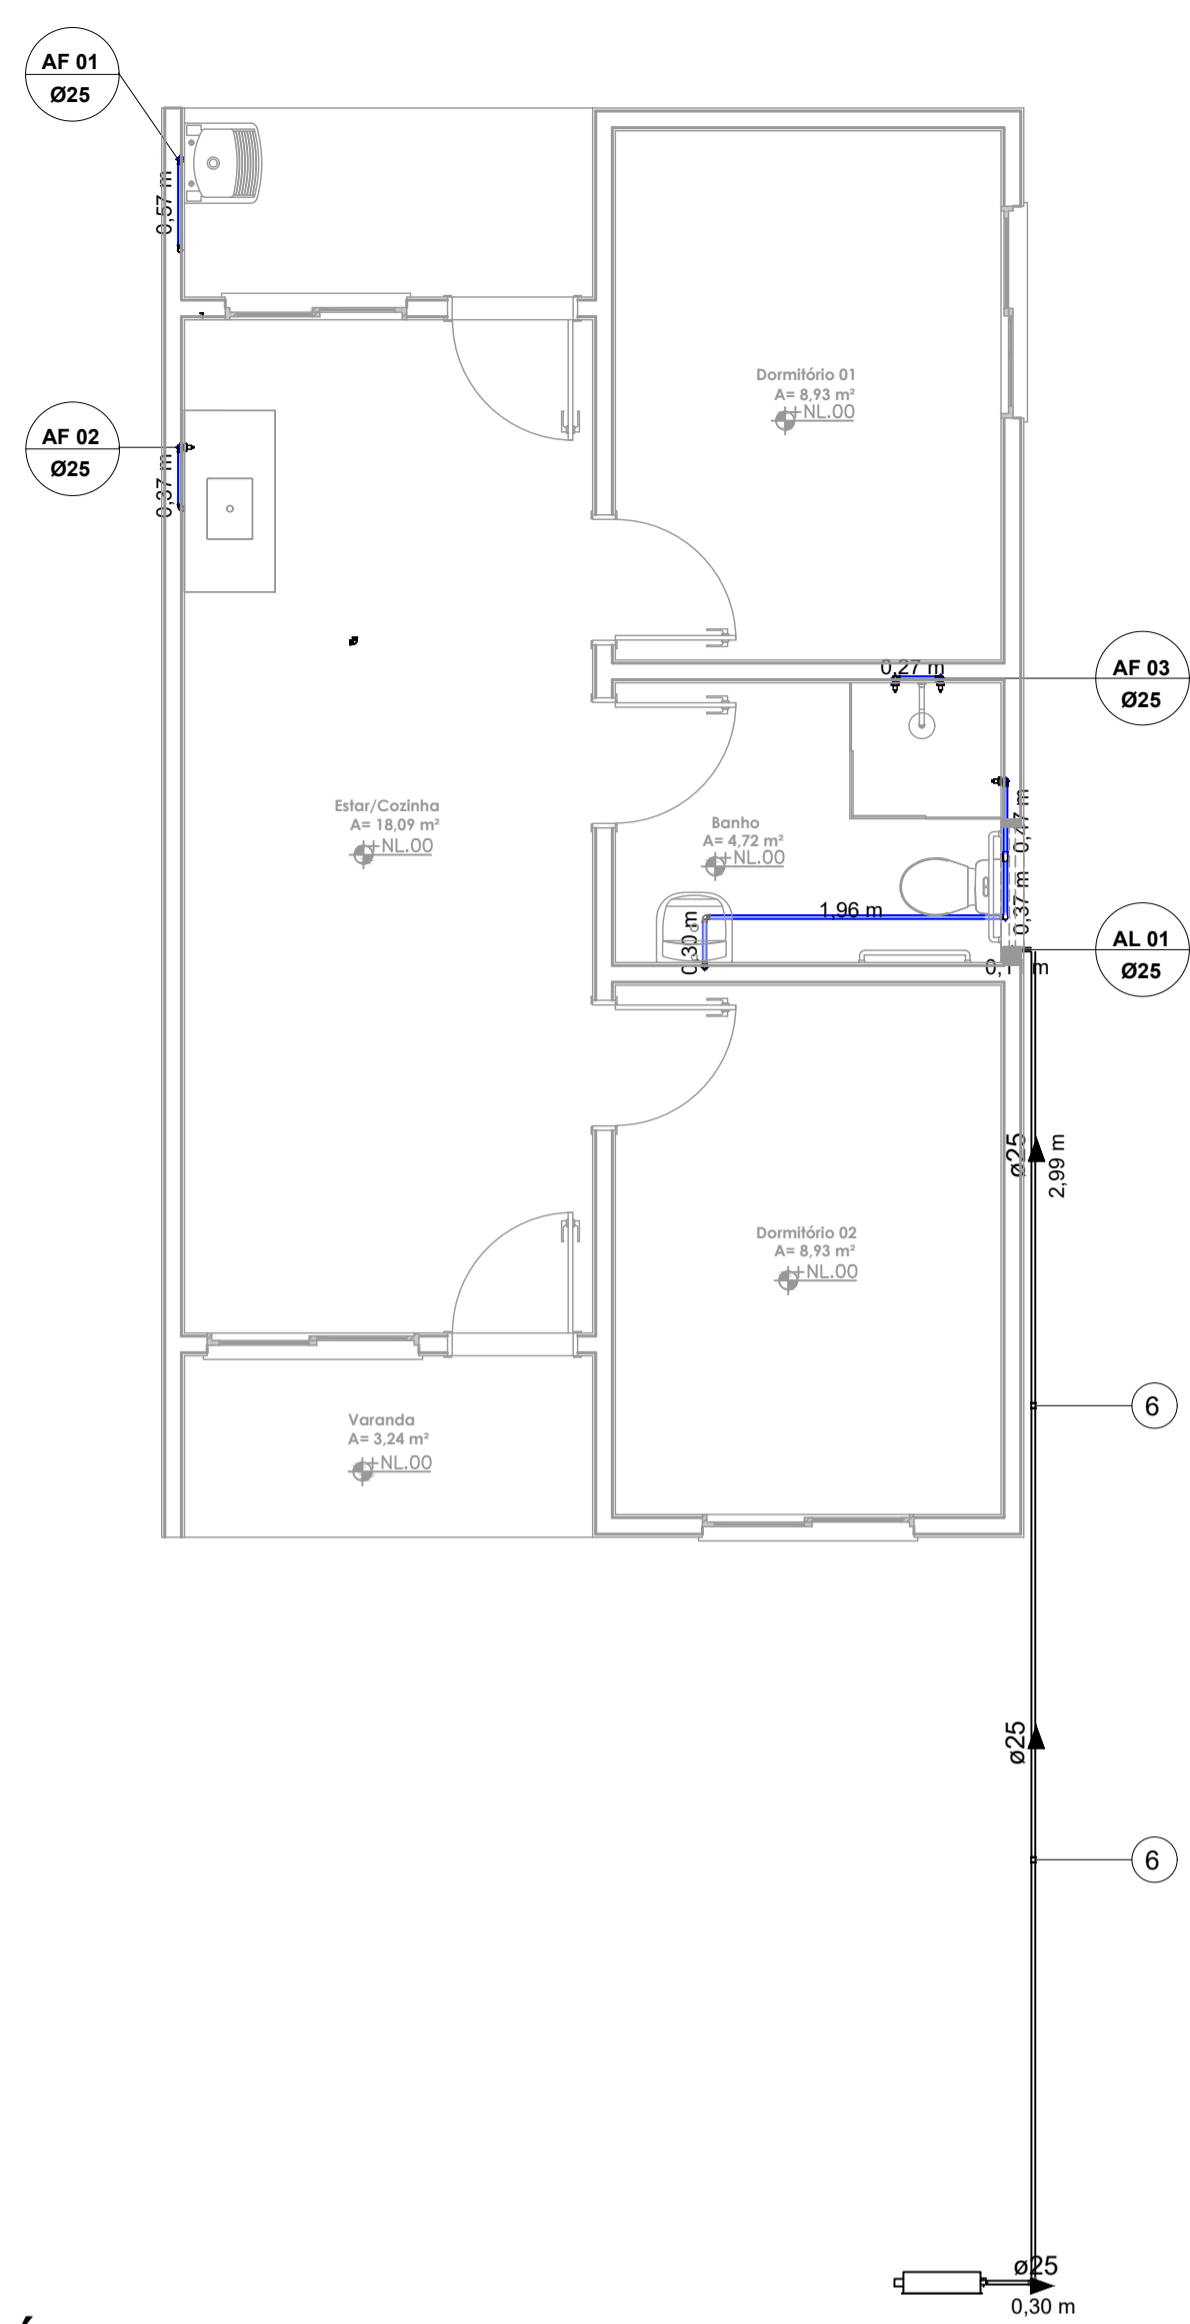 AF 01
Ø25
0,57 m
Dormitório 01
A= 8,93 m²
+NL.00
AF 02
Ø25
0,37 m
0,27 m
AF 03
Ø25
Estar/Cozinha
A= 18,09 m²
+NL.00
Banho
A= 4,72 m²
+NL.00
0,47 m
0,37 m
1,96 m
0,30 m
AL 01
Ø25
ø25
2,99 m
Dormitório 02
A= 8,93 m²
+NL.00
6
Varanda
A= 3,24 m²
+NL.00
ø25
6
ø25
0,30 m